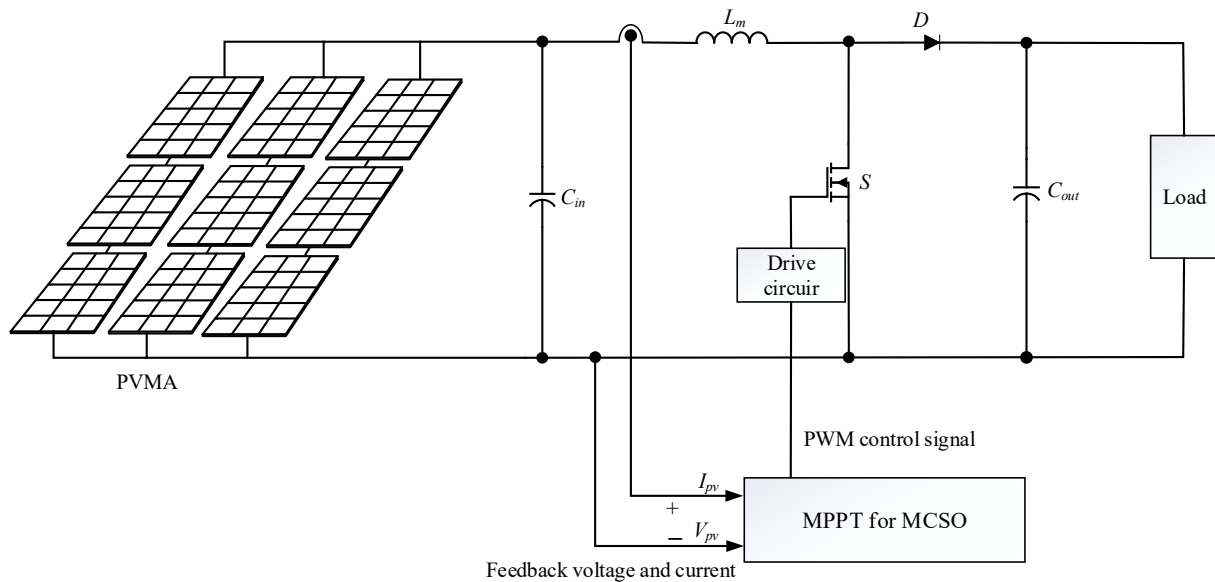 L_m
D
C_in
S
C_out
Load
Drive
circuir
PVMA
PWM control signal
I_pv
+
−
V_pv
MPPT for MCSO
Feedback voltage and current